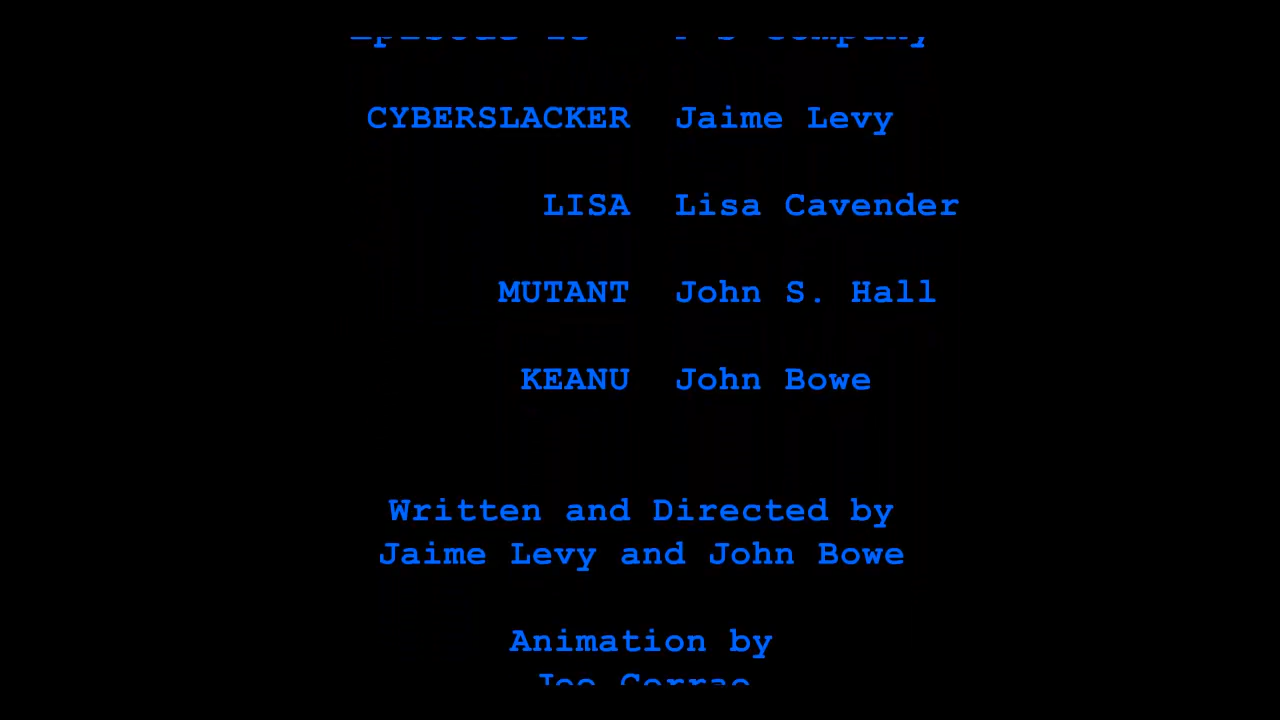 CYBERSLACKER Jaime Levy
LISA Lisa Cavender
MUTANT John S. Hall
KEANU John Bowe
Written and Directed by
Jaime Levy and John Bowe
Animation by